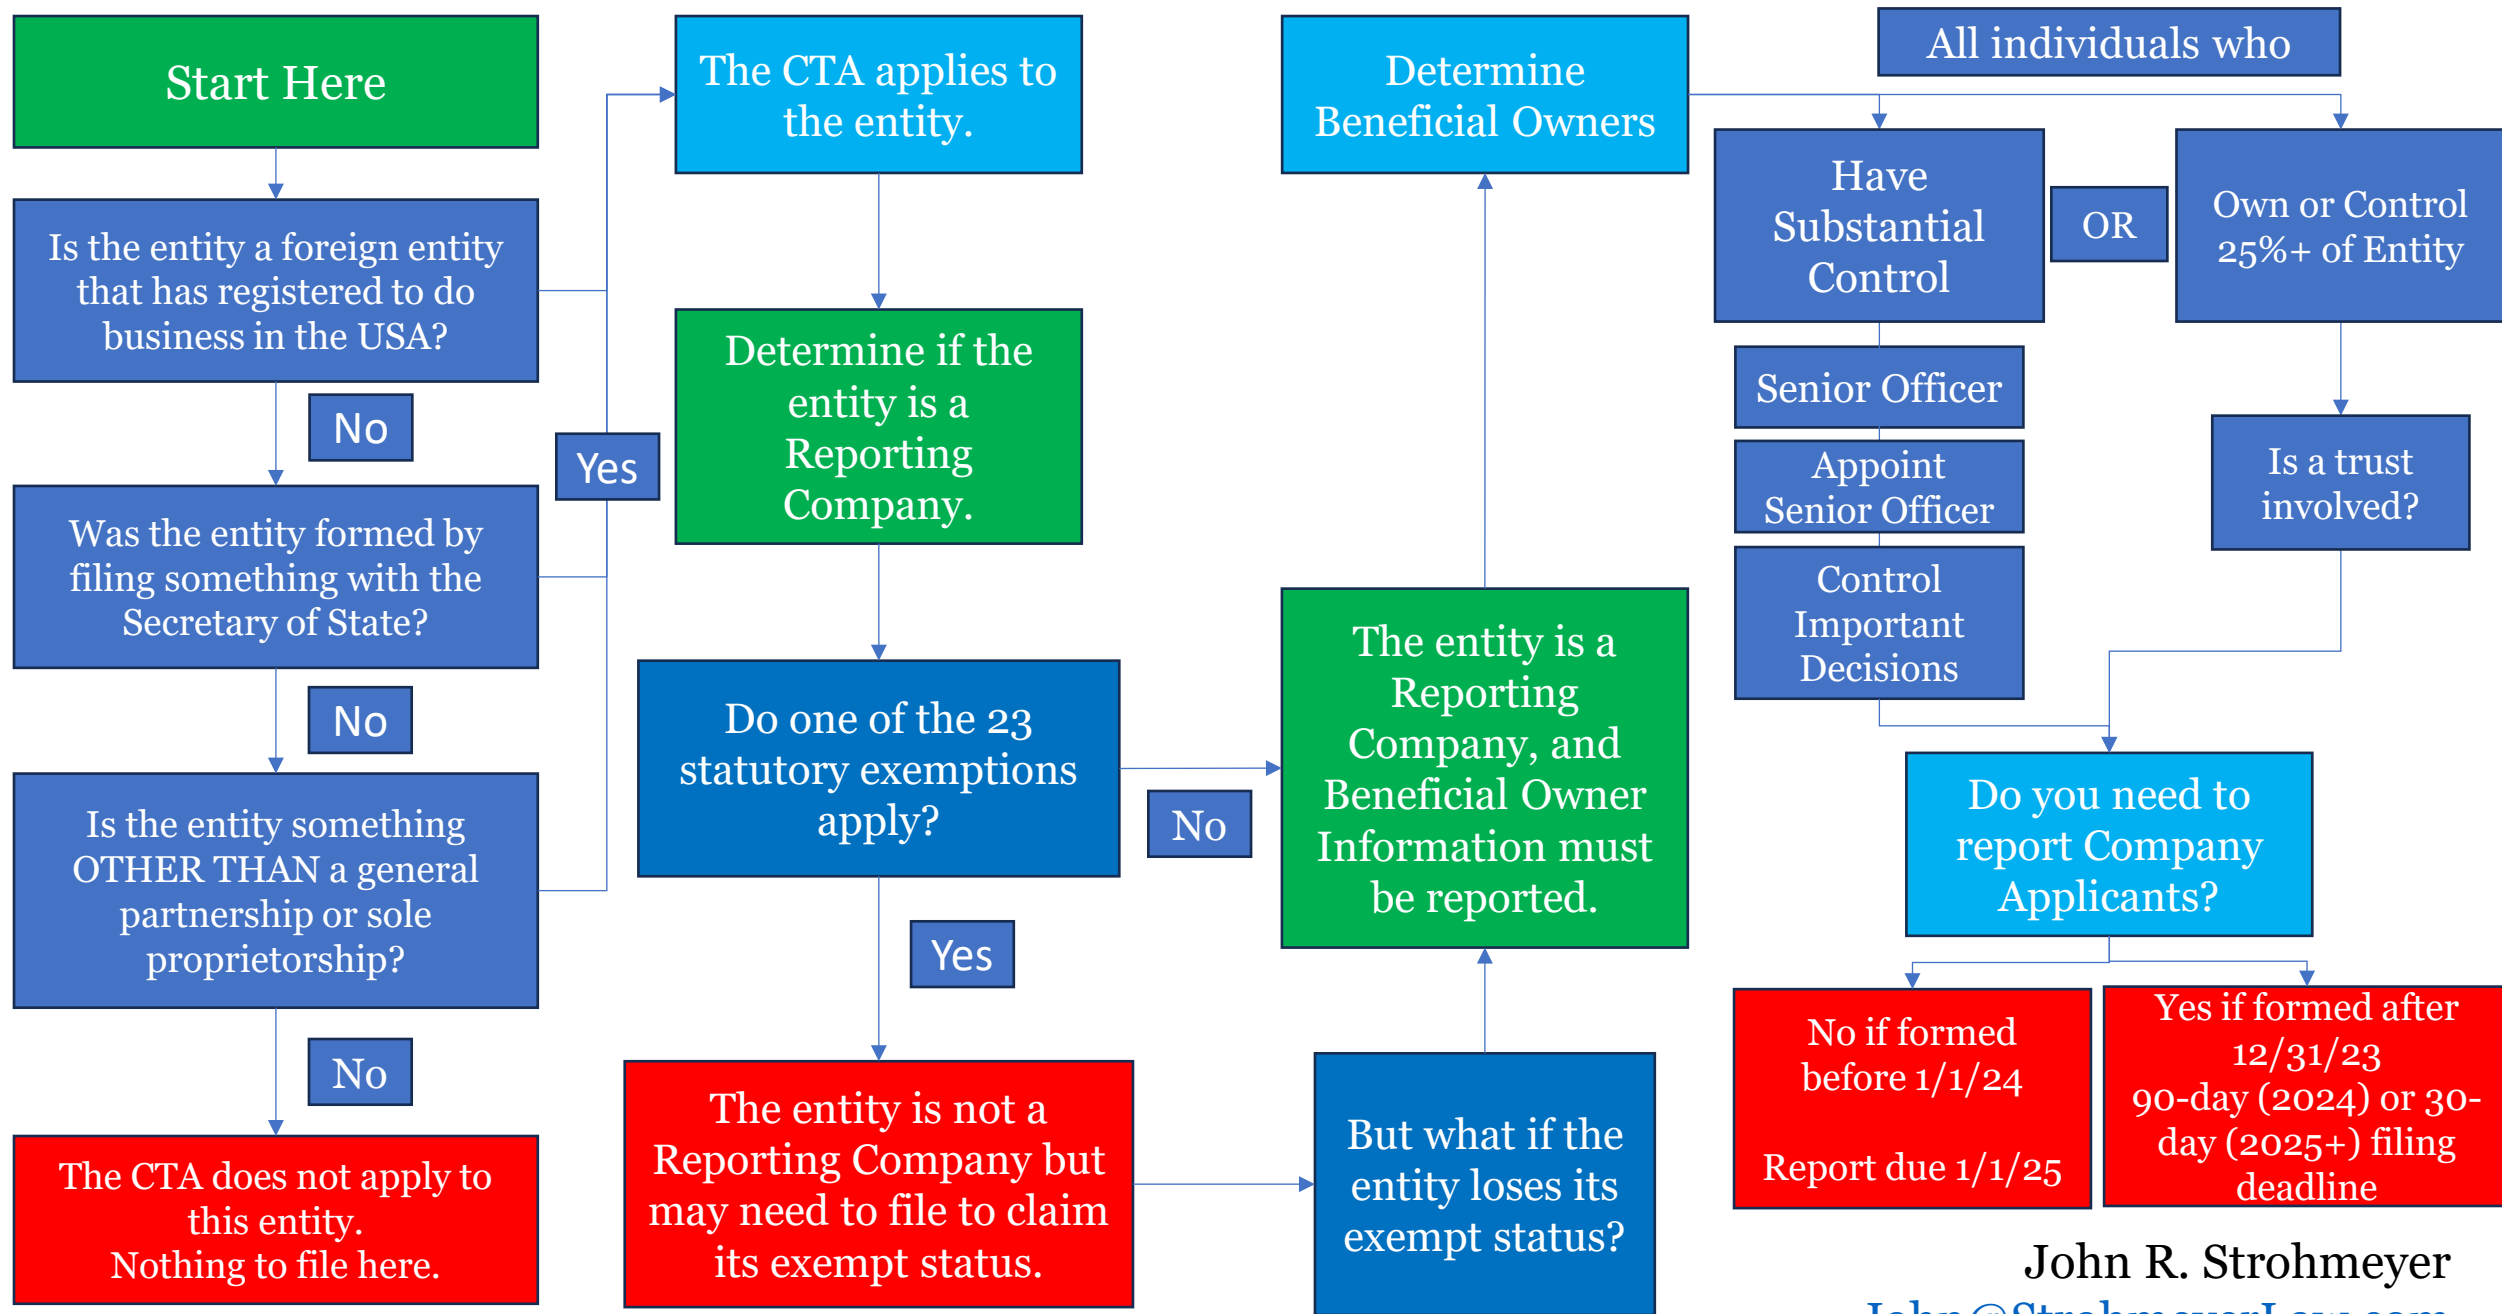 Start Here
Is the entity a foreign entity
that has registered to do
business in the USA?
No
Was the entity formed by
filing something with the
Secretary of State?
No
Is the entity something
OTHER THAN a general
partnership or sole
proprietorship?
No
The CTA does not apply to
this entity.
Nothing to file here.
Yes
The CTA applies to
the entity.
Determine if the
entity is a
Reporting
Company.
Do one of the 23
statutory exemptions
apply?
No
Yes
The entity is not a
Reporting Company but
may need to file to claim
its exempt status.
But what if the
entity loses its
exempt status?
The entity is a
Reporting
Company, and
Beneficial Owner
Information must
be reported.
Determine
Beneficial Owners
All individuals who
Have
Substantial
Control
OR
Own or Control
25%+ of Entity
Senior Officer
Appoint
Senior Officer
Control
Important
Decisions
Is a trust
involved?
Do you need to
report Company
Applicants?
No if formed
before 1/1/24
Report due 1/1/25
Yes if formed after
12/31/23
90-day (2024) or 30-
day (2025+) filing
deadline
John R. Strohmeyer
John@StrohmeyerLaw.com